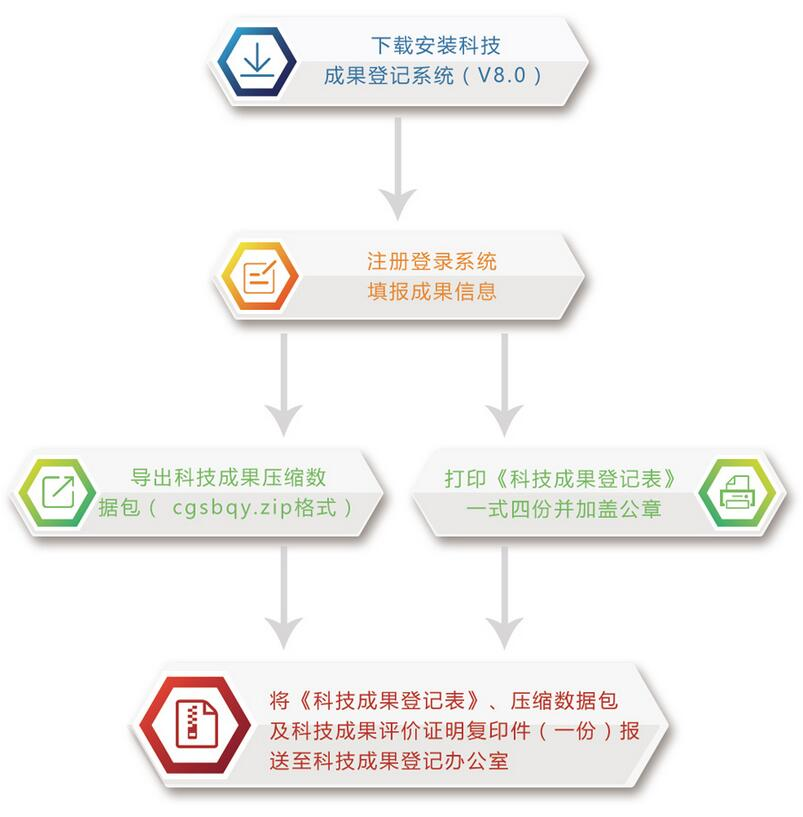 下载安装科技
成果登记系统（V8.0）
注册登录系统
填报成果信息
导出科技成果压缩数
据包（ cgsbqy.zip格式）
打印《科技成果登记表》
一式四份并加盖公章
将《科技成果登记表》、压缩数据包
及科技成果评价证明复印件（一份）报
送至科技成果登记办公室